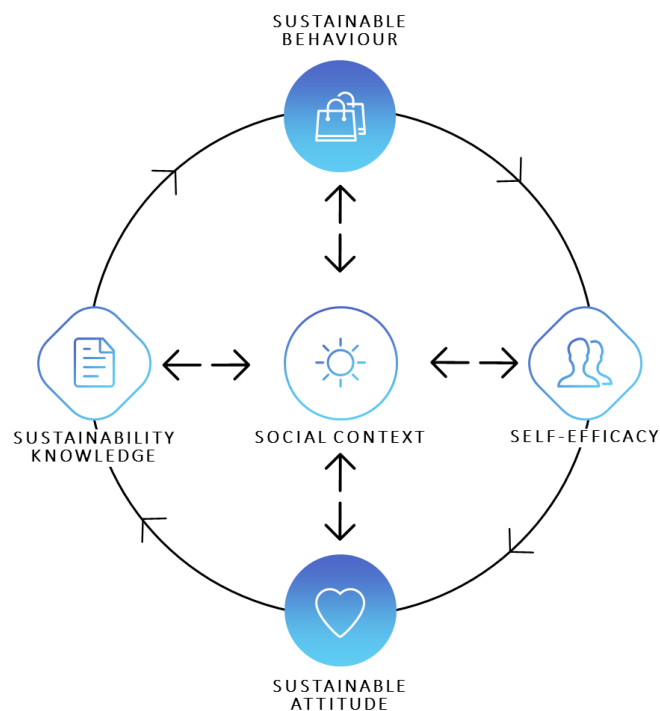 SUSTAINABLE
BEHAVIOUR
SUSTAINABILITY
KNOWLEDGE
SOCIAL CONTEXT
SELF-EFFICACY
SUSTAINABLE
ATTITUDE